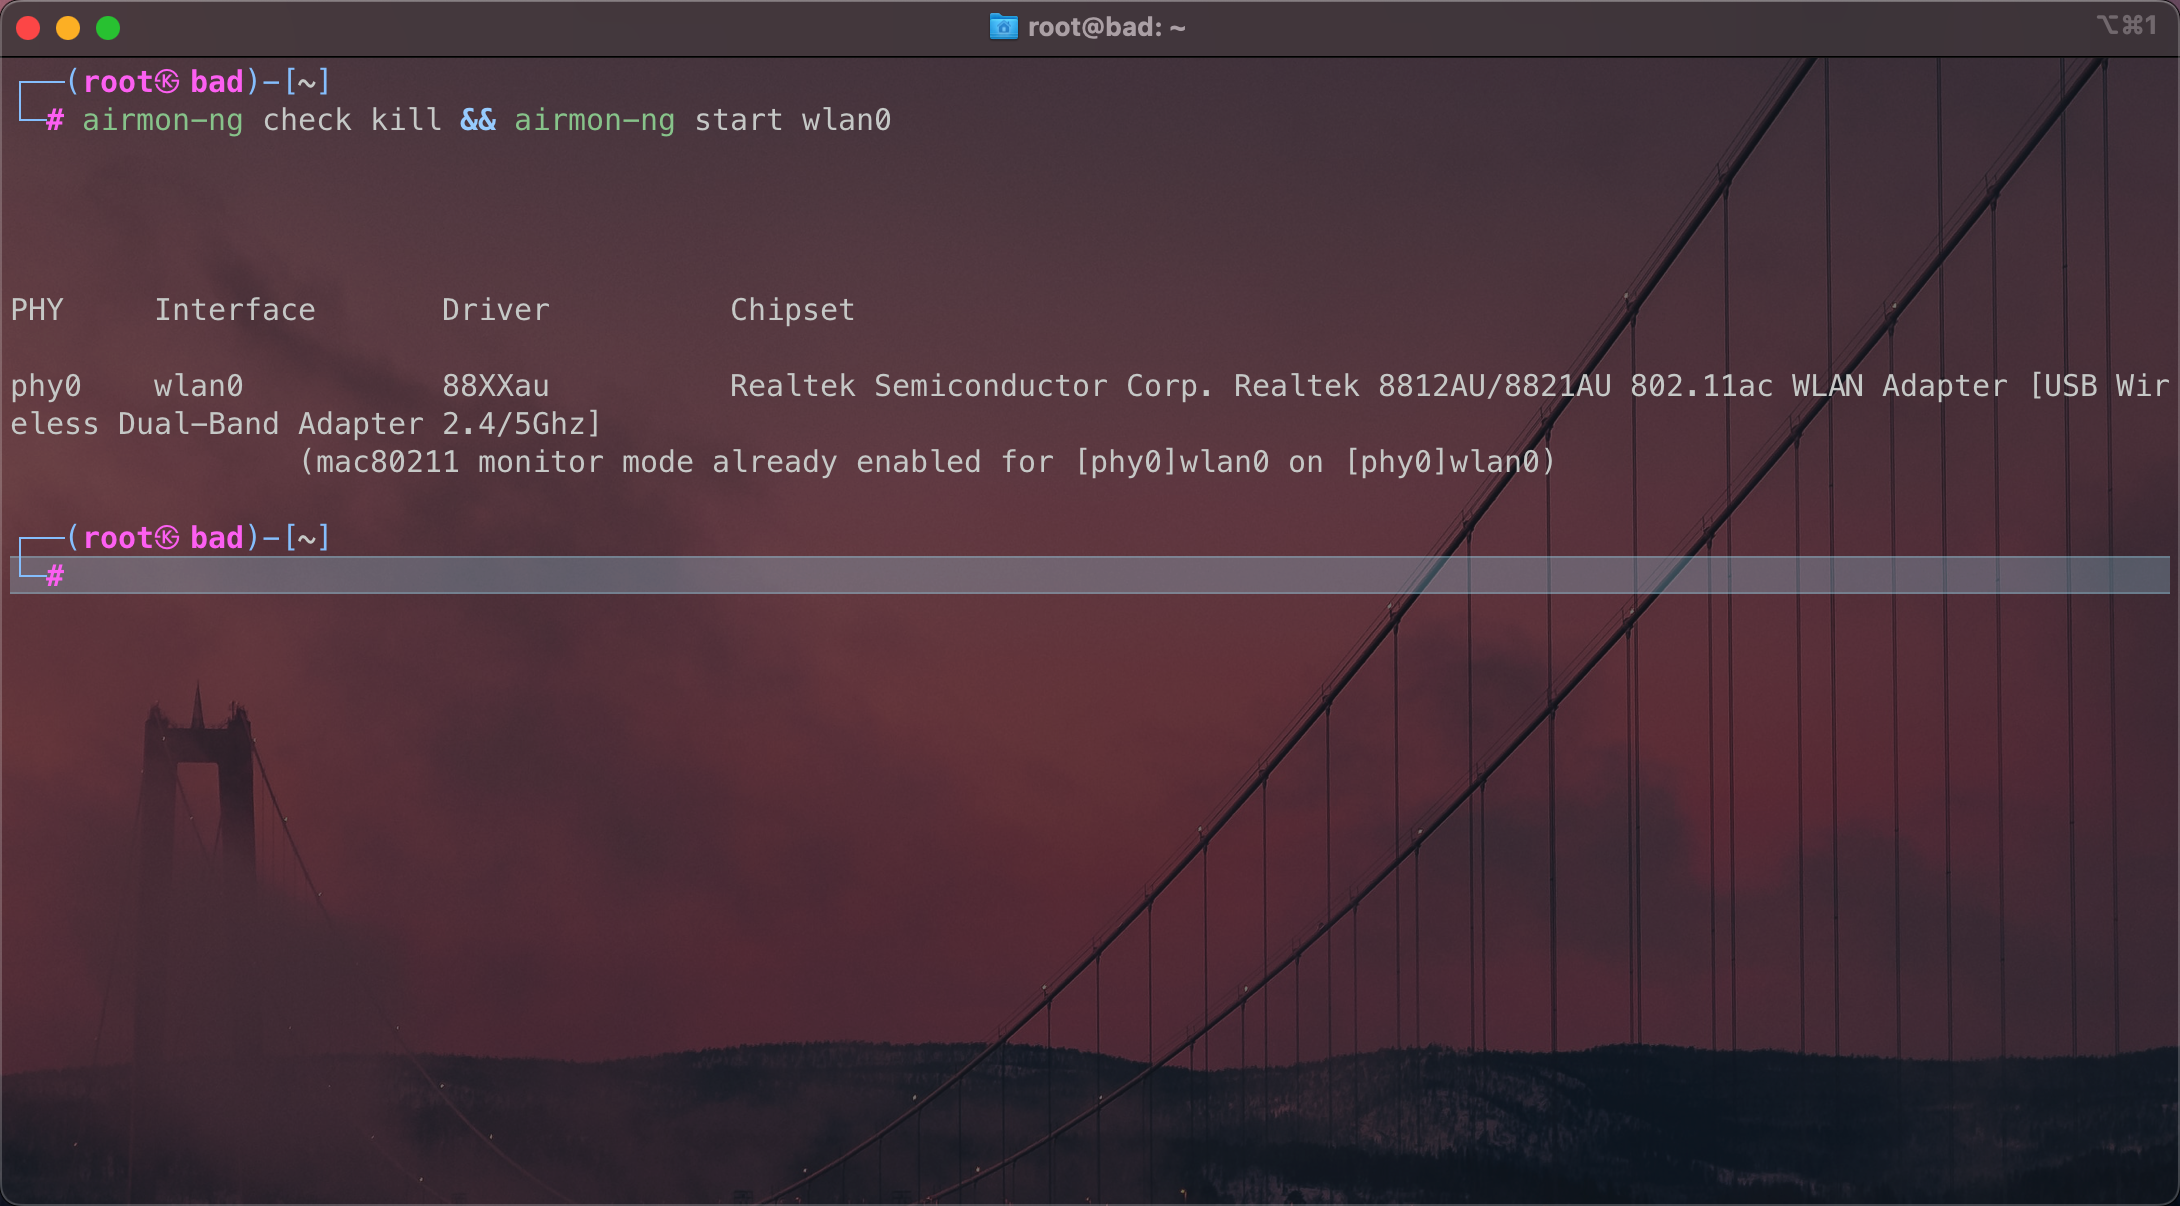 root@bad: ~
⌥⌘1
┌──(root㉿bad)-[~]
└─# airmon-ng check kill && airmon-ng start wlan0
PHY Interface Driver Chipset
phy0 wlan0 88XXau Realtek Semiconductor Corp. Realtek 8812AU/8821AU 802.11ac WLAN Adapter [USB Wir
eless Dual-Band Adapter 2.4/5Ghz]
(mac80211 monitor mode already enabled for [phy0]wlan0 on [phy0]wlan0)
┌──(root㉿bad)-[~]
└─#